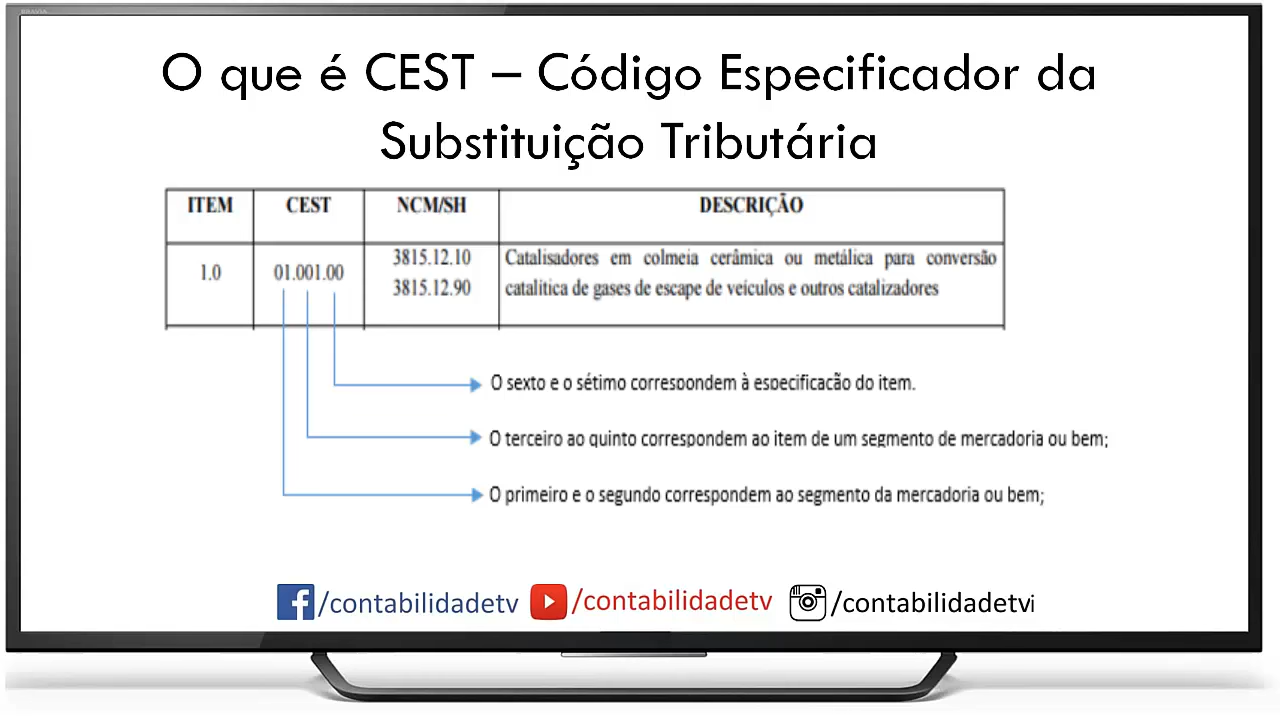 BRAVIA
O que é CEST – Código Especificador da
Substituição Tributária
ITEM CEST NCM/SH DESCRIÇÃO
1.0 01.001.00 3815.12.10 Catalisadores em colmeia cerâmica ou metálica para conversão
3815.12.90 catalitica de gases de escape de veículos e outros catalizadores
O sexto e o sétimo correspondem à especificacão do item.
O terceiro ao quinto correspondem ao item de um segmento de mercadoria ou bem;
O primeiro e o segundo correspondem ao segmento da mercadoria ou bem;
/contabilidadetv /contabilidadetv /contabilidadetvi